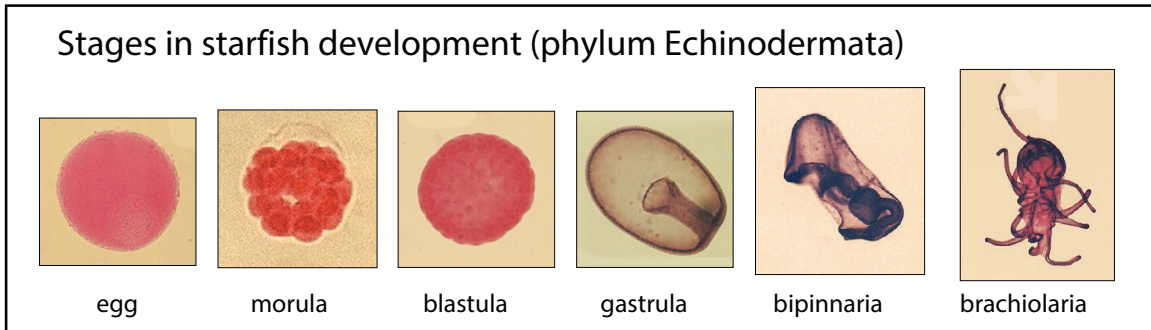 Stages in starfish development (phylum Echinodermata)
egg morula blastula gastrula bipinnaria brachiolaria